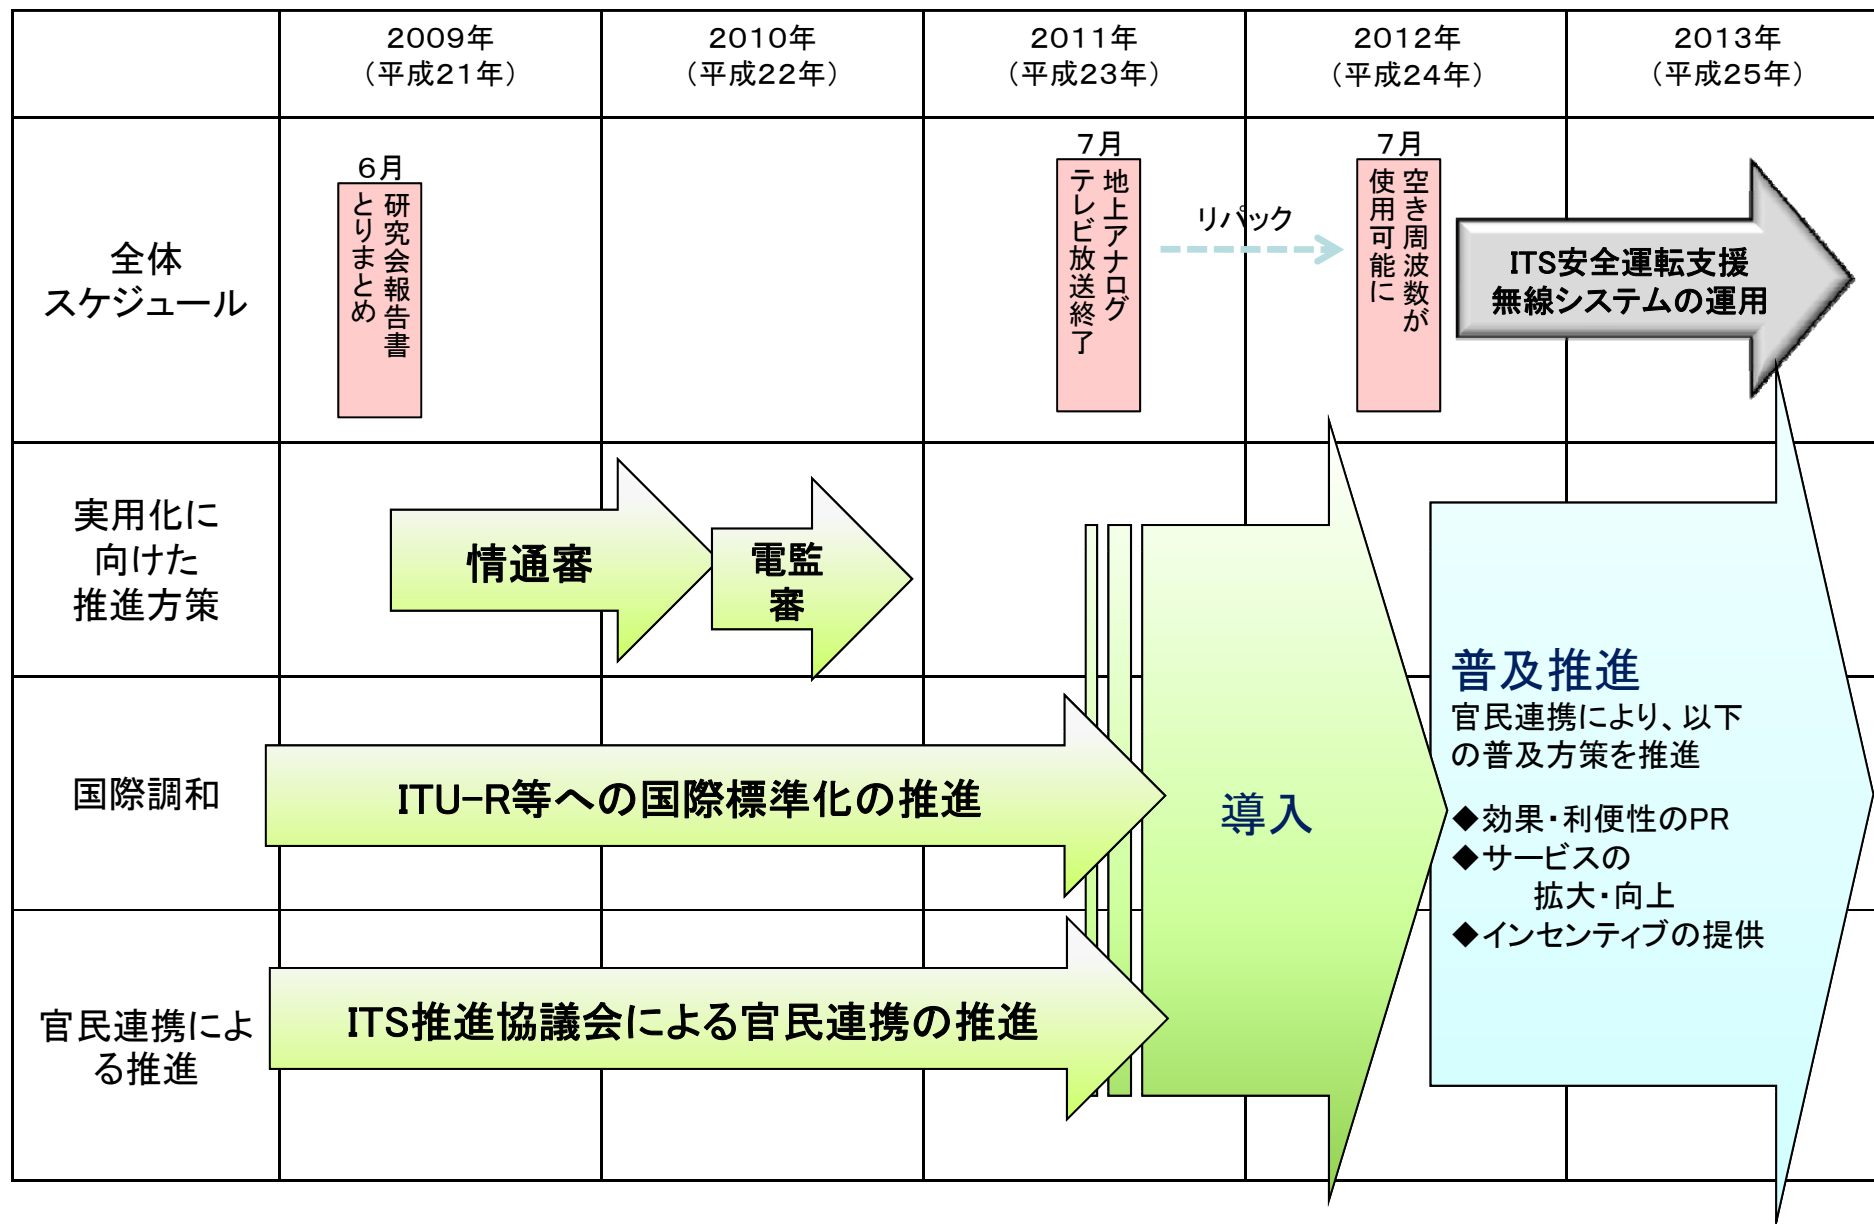 2009年
（平成21年）
2010年
（平成22年）
2011年
（平成23年）
2012年
（平成24年）
2013年
（平成25年）
全体
スケジュール
6月
研究会報告書
とりまとめ
7月
地上アナログ
テレビ放送終了
リパック
7月
空き周波数が
使用可能に
ITS安全運転支援
無線システムの運用
実用化に
向けた
推進方策
情通審
電監
審
国際調和
ITU-R等への国際標準化の推進
導入
普及推進
官民連携により、以下
の普及方策を推進
◆効果・利便性のPR
◆サービスの
拡大・向上
◆インセンティブの提供
官民連携によ
る推進
ITS推進協議会による官民連携の推進